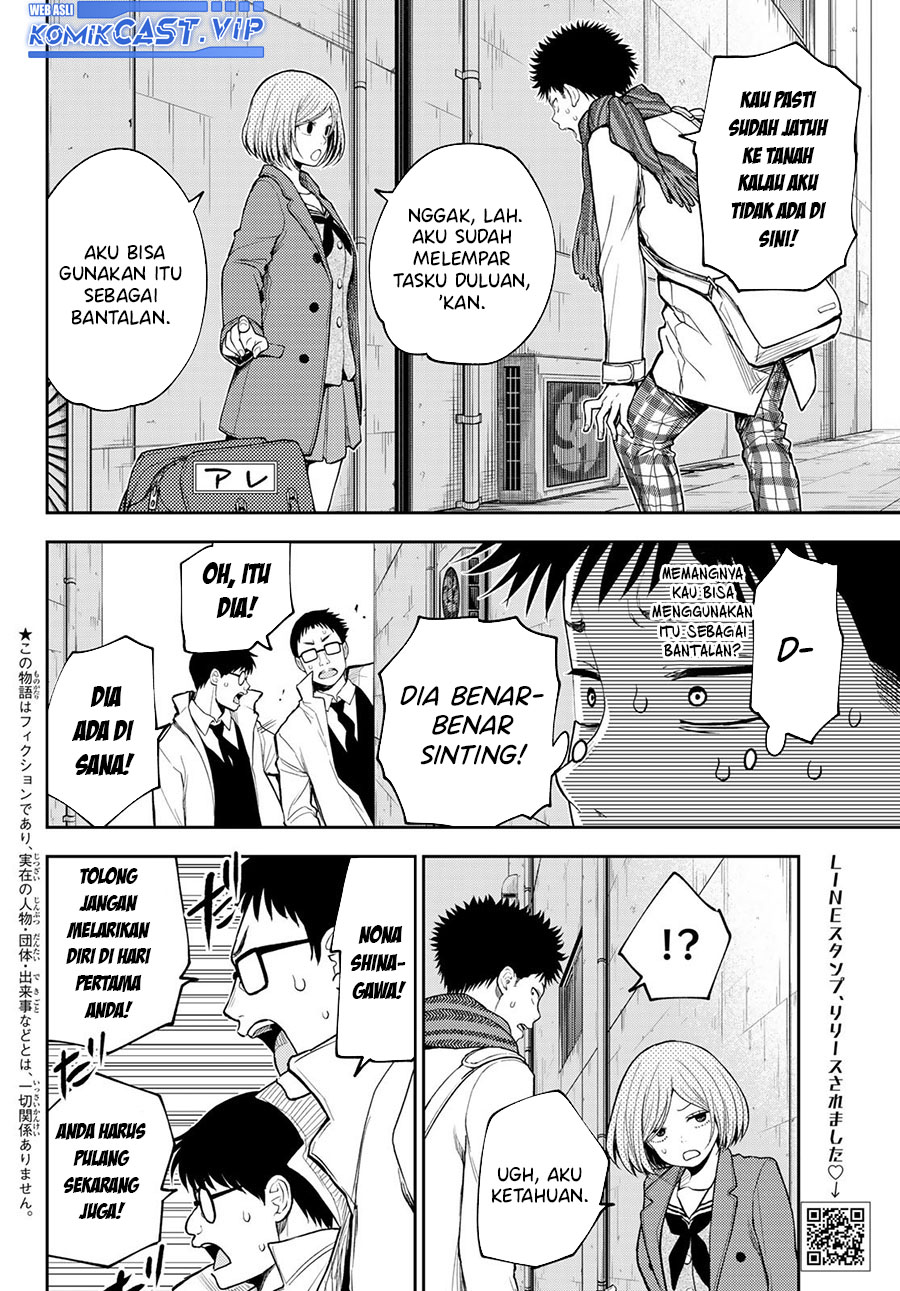 WEB ASLI
KOMIKCAST.VIP
KAU PASTI
SUDAH JATUH
KE TANAH
KALAU AKU
TIDAK ADA DI
SINI!
NGGAK, LAH.
AKU SUDAH
MELEMPAR
TASKU DULUAN,
'KAN.
AKU BISA
GUNAKAN ITU
SEBAGAI
BANTALAN.
アレ
D-
MEMANGNYA
KAU BISA
MENGGUNAKAN
ITU SEBAGAI
BANTALAN?
DIA BENAR-
BENAR
SINTING!
OH, ITU
DIA!
DIA
ADA DI
SANA!
!?
UGH, AKU
KETAHUAN.
NONA
SHINA-
GAWA!
TOLONG
JANGAN
MELARIKAN
DIRI DI HARI
PERTAMA
ANDA!
ANDA HARUS
PULANG
SEKARANG
JUGA!
だっ
だっ
LINEスタンプ、リリースされました♡→
★この物語はフィクションであり、実在の人物・団体・出来事などとは、一切関係ありません。